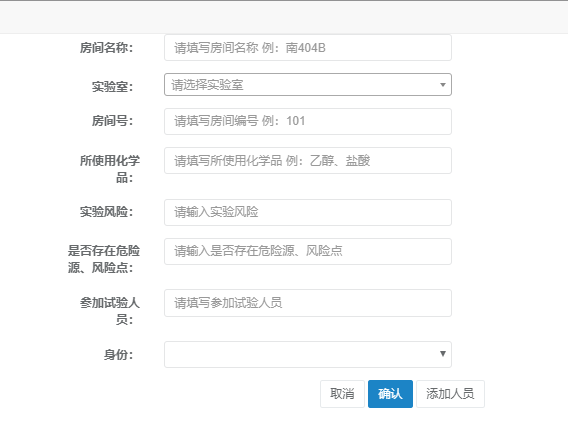 房间名称: 请填写房间名称 例：南404B
实验室: 请选择实验室
房间号: 请填写房间编号 例：101
所使用化学
品: 请填写所使用化学品 例：乙醇、盐酸
实验风险: 请输入实验风险
是否存在危险
源、风险点: 请输入是否存在危险源、风险点
参加试验人
员: 请填写参加试验人员
身份:
取消 确认 添加人员